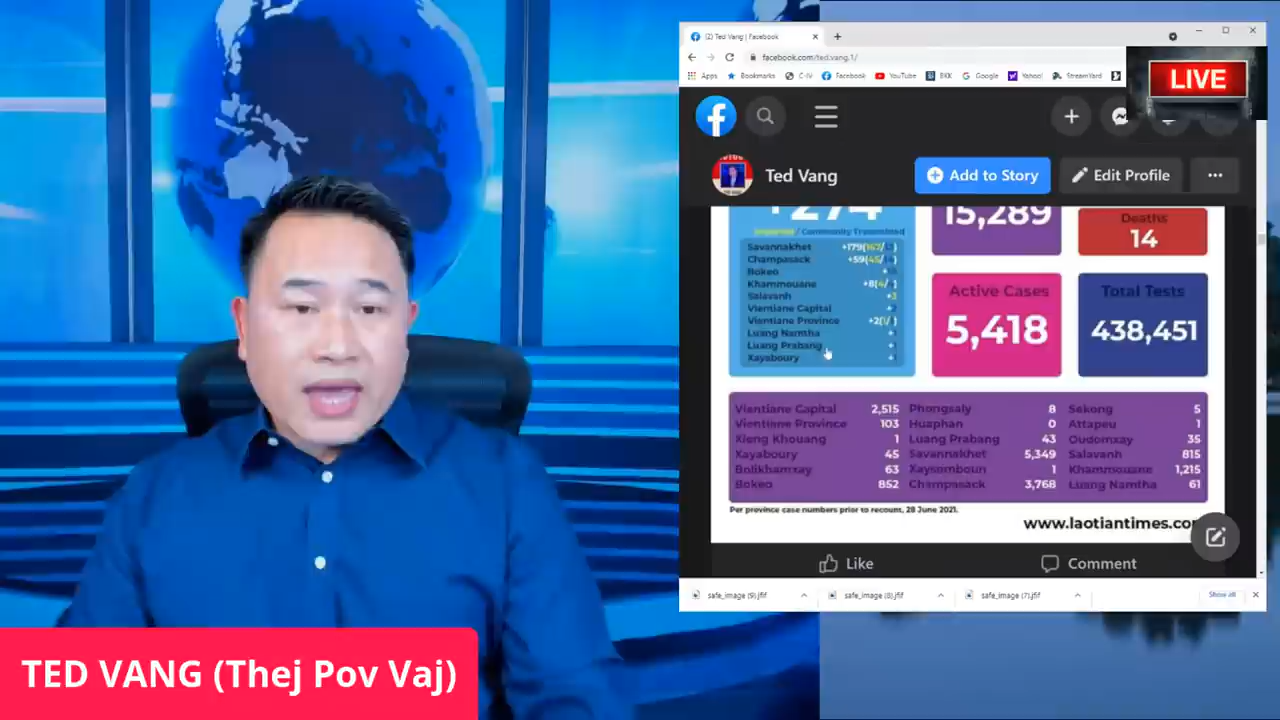 (2) Ted Vang | Facebook
facebook.com/ted.vang.1/
Apps Bookmarks C-IV Facebook YouTube BKK Google Yahoo! StreamYard
LIVE
Ted Vang
Add to Story
Edit Profile
+274
15,289
Deaths
14
Imported / Community Transmitted
Savannakhet
Champasack
Bokeo
Khammouane
Salavanh
Vientiane Capital
Vientiane Province
Luang Namtha
Luang Prabang
Xayaboury
Active Cases
5,418
Total Tests
438,451
Vientiane Capital 2,515 Phongsaly 8 Sekong 5
Vientiane Province 103 Huaphan 0 Attapeu 1
Xieng Khouang 1 Luang Prabang 43 Oudomxay 35
Xayaboury 45 Savannakhet 5,349 Salavanh 815
Bolikhamxay 63 Xaysomboun 1 Khammouane 1,215
Bokeo 852 Champasack 3,768 Luang Namtha 61
Per province case numbers prior to recount, 28 June 2021.
www.laotiantimes.co
Like
Comment
safe_image (9).jfif
safe_image (8).jfif
safe_image (7).jfif
Show all
TED VANG (Thej Pov Vaj)